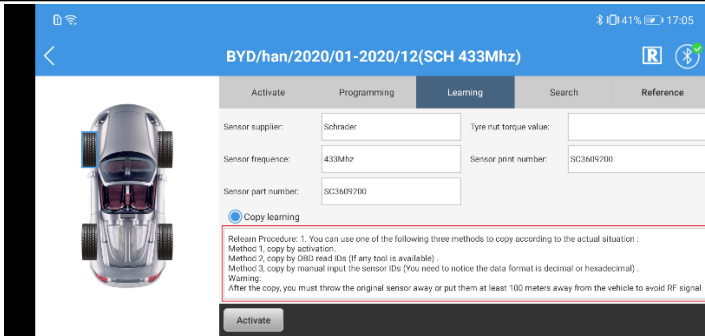 41% 17:05
BYD/han/2020/01-2020/12(SCH 433Mhz)
R
Activate Programming Learning Search Reference
Sensor supplier: Schrader Tyre nut torque value:
Sensor frequence: 433Mhz Sensor print number: SC3609200
Sensor part number: SC3609200
Copy learning
Relearn Procedure: 1. You can use one of the following three methods to copy according to the actual situation :
Method 1, copy by activation.
Method 2, copy by OBD read IDs (If any tool is available) .
Method 3, copy by manual input the sensor IDs (You need to notice the data format is decimal or hexadecimal) .
Warning:
After the copy, you must throw the original sensor away or put them at least 100 meters away from the vehicle to avoid RF signal
Activate